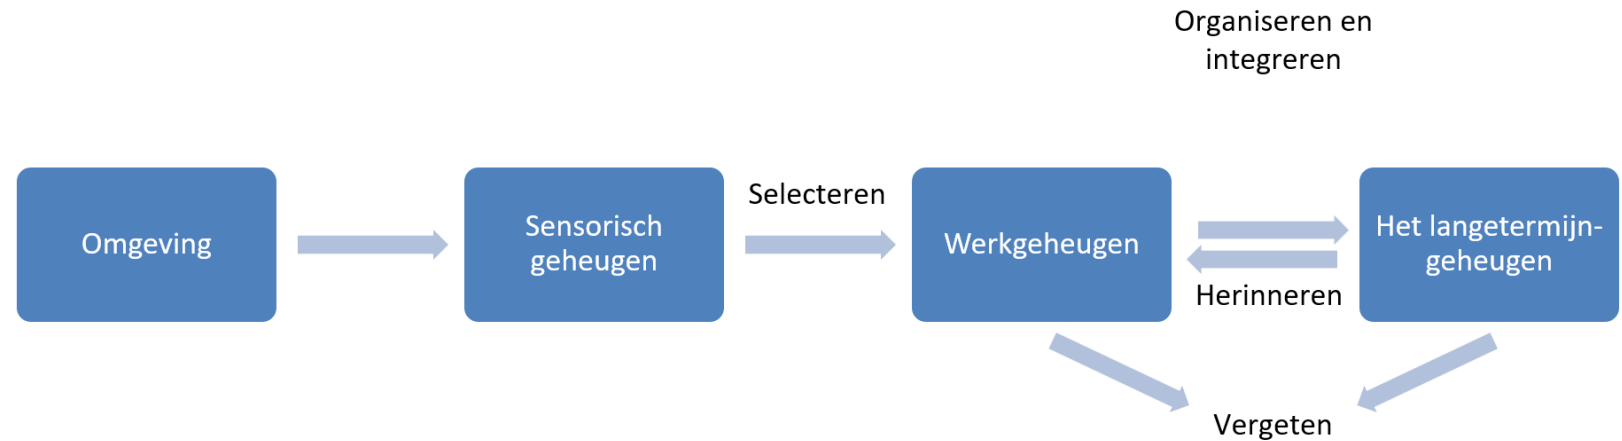 Organiseren en
integreren
Omgeving
Sensorisch
geheugen
Selecteren
Werkgeheugen
Herinneren
Het langetermijn-
geheugen
Vergeten